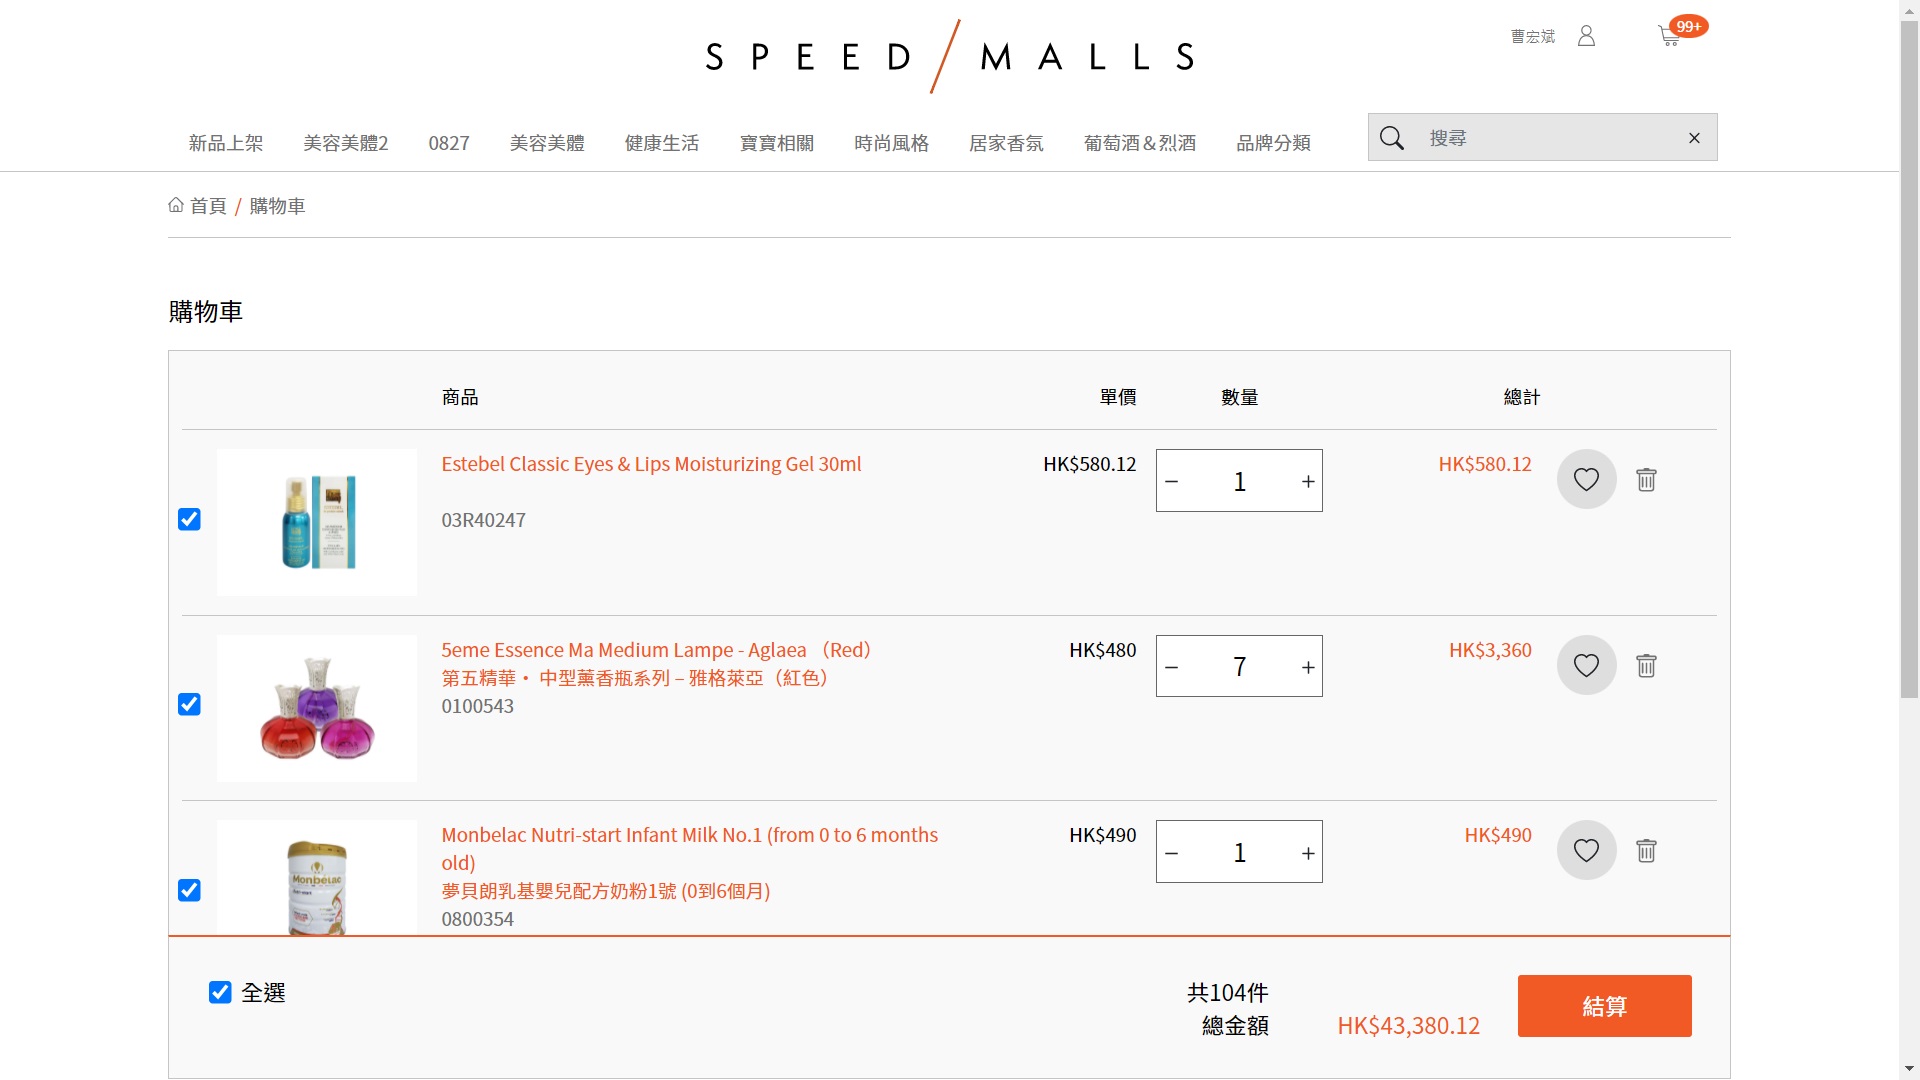 SPEED/MALLS
曹宏斌
99+
新品上架 美容美體2 0827 美容美體 健康生活 寶寶相關 時尚風格 居家香氛 葡萄酒&烈酒 品牌分類
搜尋
首頁 / 購物車
購物車
商品 單價 數量 總計
Estebel Classic Eyes & Lips Moisturizing Gel 30ml HK$580.12 1 HK$580.12
03R40247
5eme Essence Ma Medium Lampe - Aglaea （Red） HK$480 7 HK$3,360
第五精華・ 中型薰香瓶系列 – 雅格萊亞（紅色）
0100543
Monbelac Nutri-start Infant Milk No.1 (from 0 to 6 months HK$490 1 HK$490
old)
夢貝朗乳基嬰兒配方奶粉1號 (0到6個月)
0800354
Monbelac
全選
共104件
總金額 HK$43,380.12
結算